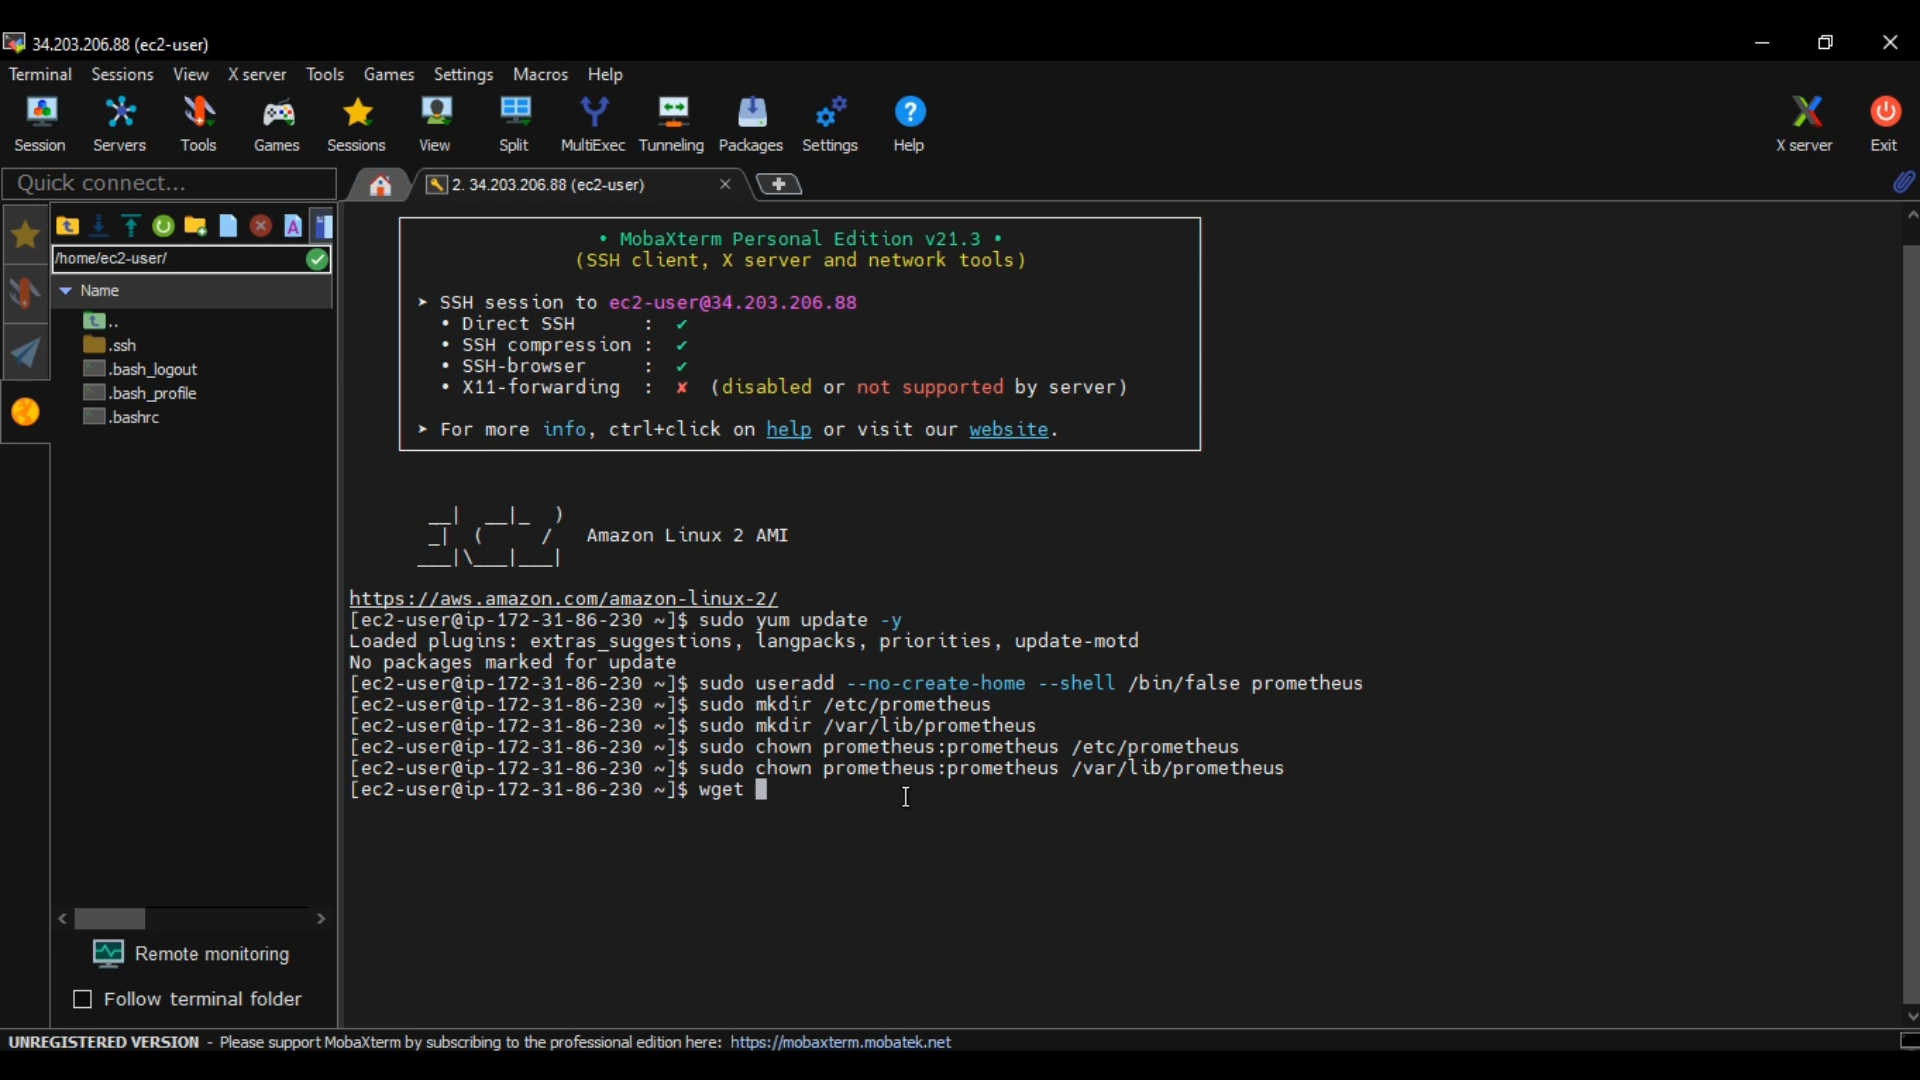 34.203.206.88 (ec2-user)
Terminal Sessions View X server Tools Games Settings Macros Help
Session Servers Tools Games Sessions View Split MultiExec Tunneling Packages Settings Help X server Exit
Quick connect...
2. 34.203.206.88 (ec2-user)
/home/ec2-user/
Name
..
.ssh
.bash_logout
.bash_profile
.bashrc
Remote monitoring
Follow terminal folder
• MobaXterm Personal Edition v21.3 •
(SSH client, X server and network tools)
➤ SSH session to ec2-user@34.203.206.88
• Direct SSH : ✔
• SSH compression : ✔
• SSH-browser : ✔
• X11-forwarding : ✘ (disabled or not supported by server)
➤ For more info, ctrl+click on help or visit our website.
__| __|_ )
_| ( / Amazon Linux 2 AMI
___|\___|___|
https://aws.amazon.com/amazon-linux-2/
[ec2-user@ip-172-31-86-230 ~]$ sudo yum update -y
Loaded plugins: extras_suggestions, langpacks, priorities, update-motd
No packages marked for update
[ec2-user@ip-172-31-86-230 ~]$ sudo useradd --no-create-home --shell /bin/false prometheus
[ec2-user@ip-172-31-86-230 ~]$ sudo mkdir /etc/prometheus
[ec2-user@ip-172-31-86-230 ~]$ sudo mkdir /var/lib/prometheus
[ec2-user@ip-172-31-86-230 ~]$ sudo chown prometheus:prometheus /etc/prometheus
[ec2-user@ip-172-31-86-230 ~]$ sudo chown prometheus:prometheus /var/lib/prometheus
[ec2-user@ip-172-31-86-230 ~]$ wget
UNREGISTERED VERSION - Please support MobaXterm by subscribing to the professional edition here: https://mobaxterm.mobatek.net